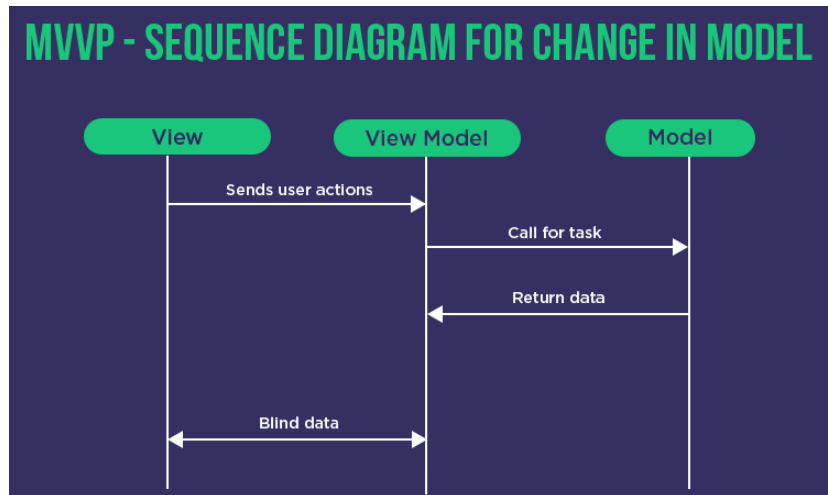 MVVP - SEQUENCE DIAGRAM FOR CHANGE IN MODEL
View
View Model
Model
Sends user actions
Call for task
Return data
Blind data